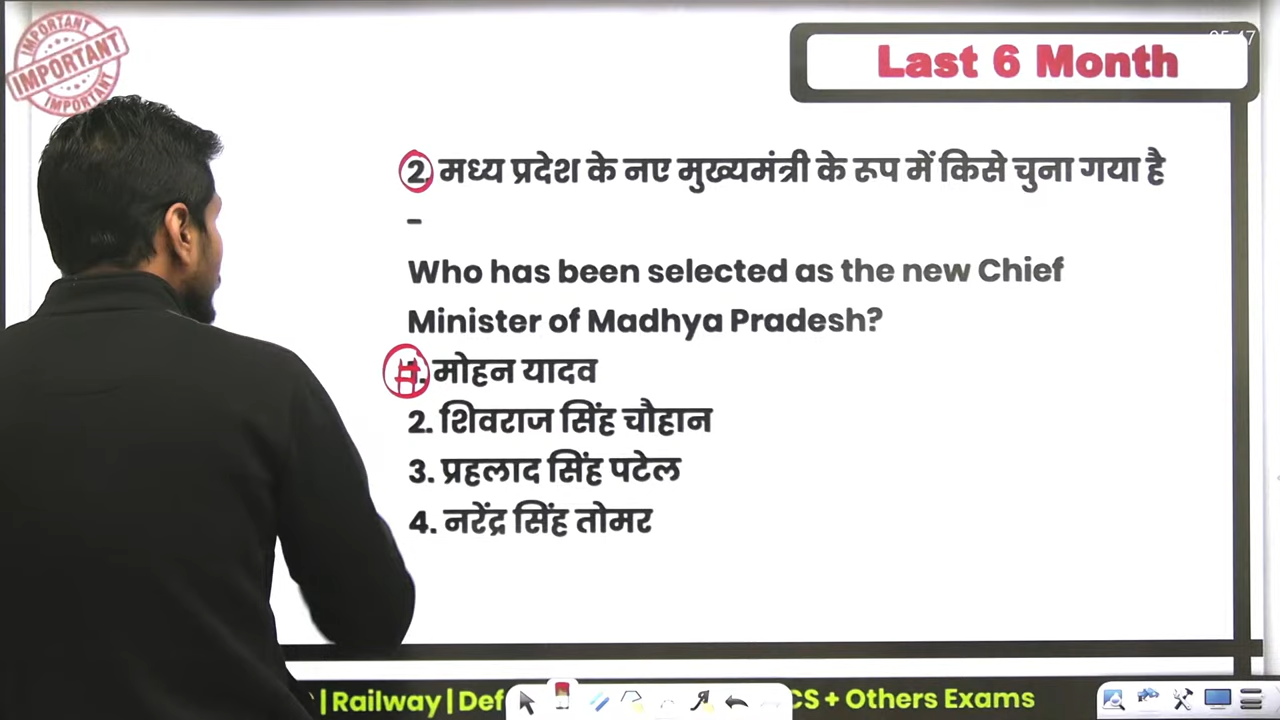 IMPORTANT
IMPORTANT
IMPORTANT
Last 6 Month
2. मध्य प्रदेश के नए मुख्यमंत्री के रूप में किसे चुना गया है
-
Who has been selected as the new Chief
Minister of Madhya Pradesh?
1. मोहन यादव
2. शिवराज सिंह चौहान
3. प्रहलाद सिंह पटेल
4. नरेंद्र सिंह तोमर
| Railway | Def
CS + Others Exams